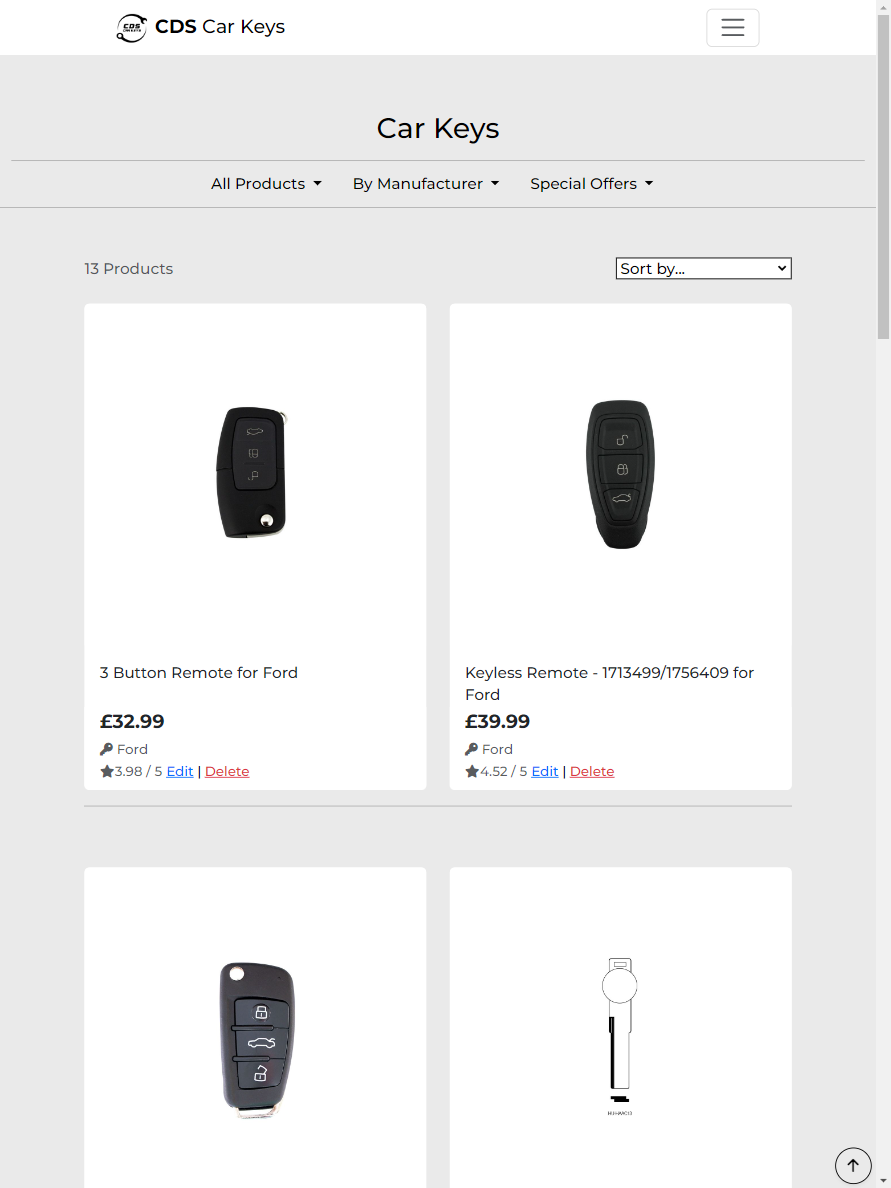 CDS Car Keys
Car Keys
All Products
By Manufacturer
Special Offers
13 Products
Sort by...
3 Button Remote for Ford
£32.99
Ford
3.98 / 5 Edit | Delete
Keyless Remote - 1713499/1756409 for
Ford
£39.99
Ford
4.52 / 5 Edit | Delete